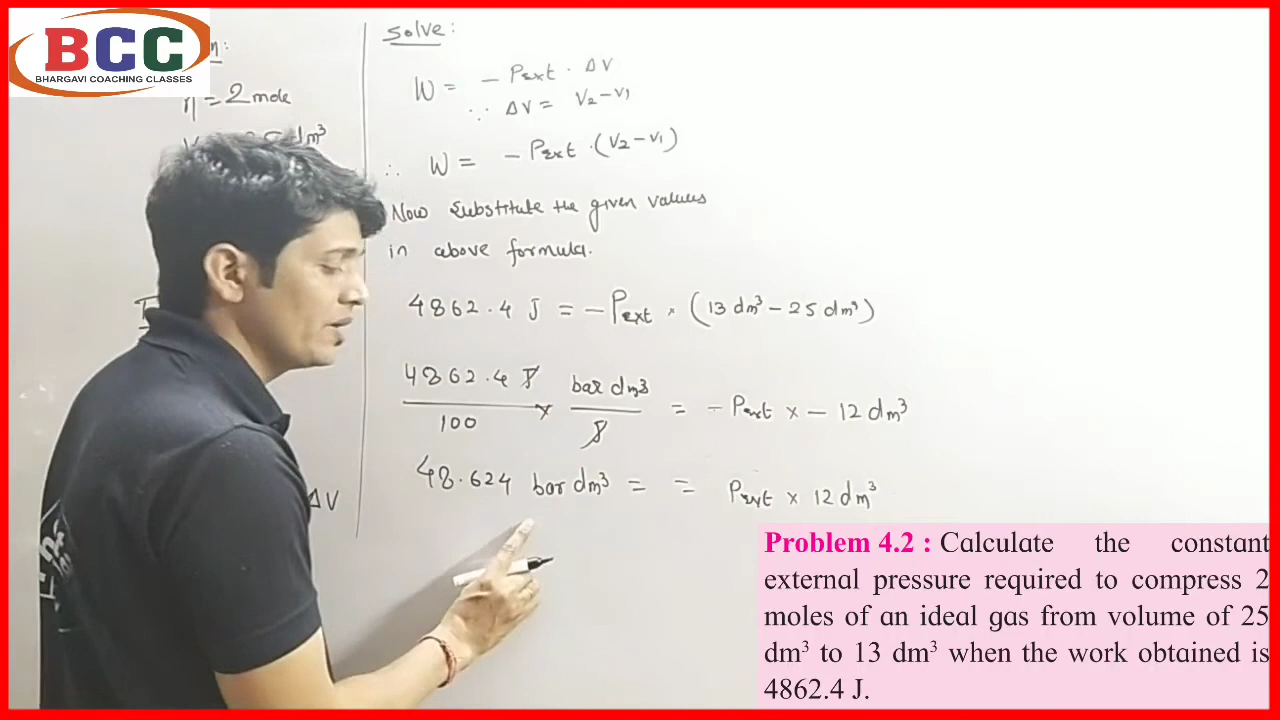 BCC
BHARGAVI COACHING CLASSES
n:
η = 2 mole
dm³
ΔV
Solve:
W = - Pext · ΔV
∵ ΔV = V2 - V1
∴ W = - Pext · (V2 - V1)
Now substitute the given values
in above formula.
4862.4 J = - Pext × (13 dm³ - 25 dm³)
4862.4 J / 100 × bar dm³ / J = - Pext × - 12 dm³
48.624 bar dm³ = = Pext × 12 dm³
Problem 4.2 : Calculate the constant
external pressure required to compress 2
moles of an ideal gas from volume of 25
dm³ to 13 dm³ when the work obtained is
4862.4 J.